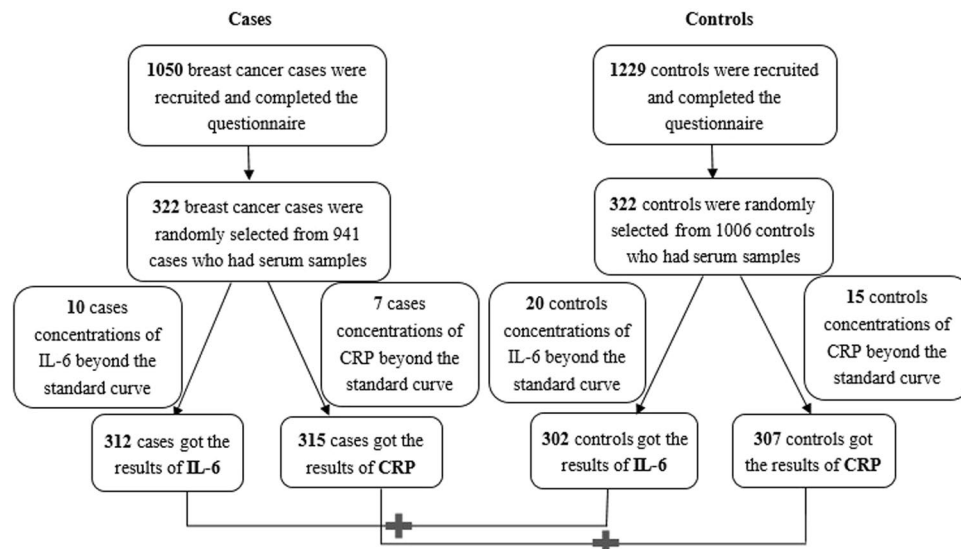 Cases
Controls
1050 breast cancer cases were
recruited and completed the
questionnaire
1229 controls were recruited
and completed the
questionnaire
322 breast cancer cases were
randomly selected from 941
cases who had serum samples
322 controls were randomly
selected from 1006 controls
who had serum samples
10 cases
concentrations of
IL-6 beyond the
standard curve
7 cases
concentrations of
CRP beyond the
standard curve
20 controls
concentrations of
IL-6 beyond the
standard curve
15 controls
concentrations of
CRP beyond the
standard curve
312 cases got the
results of IL-6
315 cases got the
results of CRP
302 controls got the
results of IL-6
307 controls got
the results of CRP